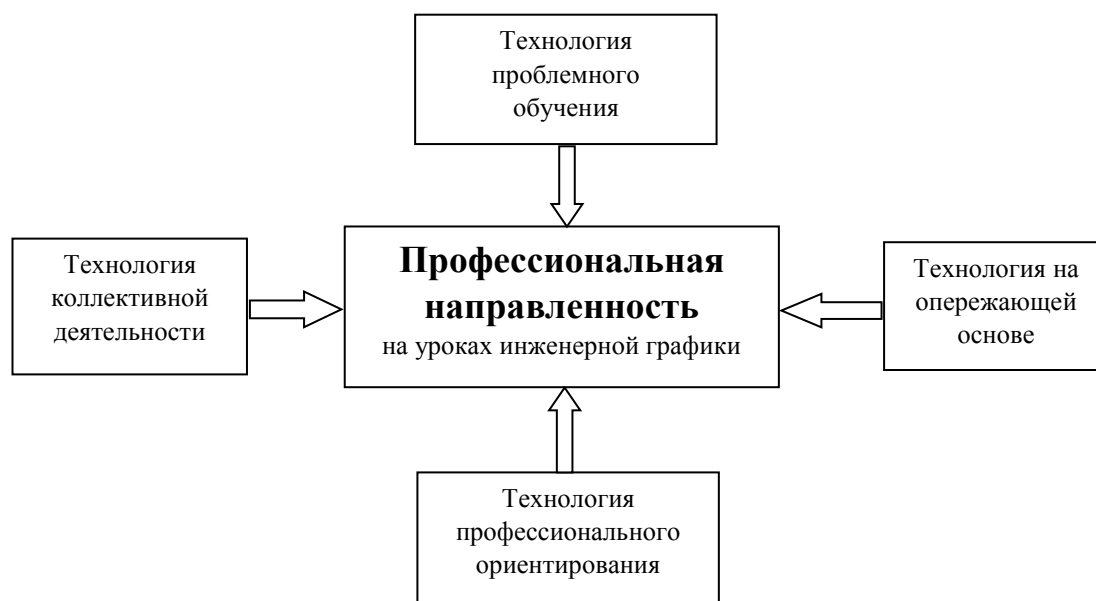 Технология
проблемного
обучения
Технология
коллективной
деятельности
Профессиональная
направленность
на уроках инженерной графики
Технология на
опережающей
основе
Технология
профессионального
ориентирования